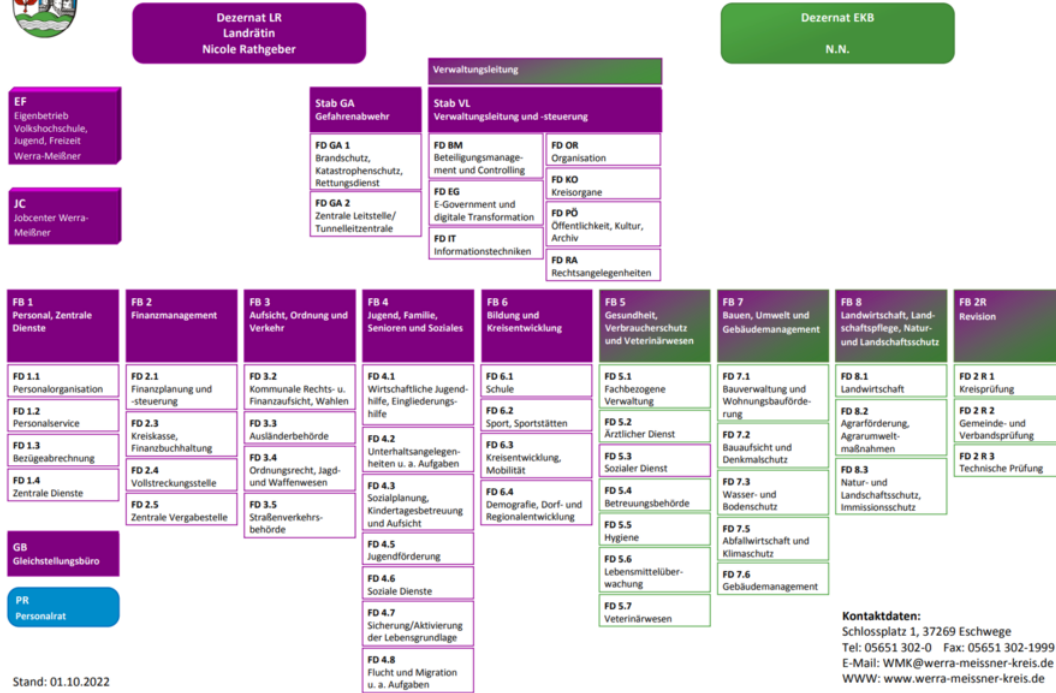 Dezernat LR
Landrätin
Nicole Rathgeber
Dezernat EKB
N.N.
Verwaltungsleitung
EF
Eigenbetrieb
Volkshochschule,
Jugend, Freizeit
Werra-Meißner
JC
Jobcenter Werra-
Meißner
Stab GA
Gefahrenabwehr
FD GA 1
Brandschutz,
Katastrophenschutz,
Rettungsdienst
FD GA 2
Zentrale Leitstelle/
Tunnelleitzentrale
Stab VL
Verwaltungsleitung und -steuerung
FD BM
Beteiligungsmanage-
ment und Controlling
FD EG
E-Government und
digitale Transformation
FD IT
Informationstechniken
FD OR
Organisation
FD KO
Kreisorgane
FD PÖ
Öffentlichkeit, Kultur,
Archiv
FD RA
Rechtsangelegenheiten
FB 1
Personal, Zentrale
Dienste
FD 1.1
Personalorganisation
FD 1.2
Personalservice
FD 1.3
Bezügeabrechnung
FD 1.4
Zentrale Dienste
FB 2
Finanzmanagement
FD 2.1
Finanzplanung und
-steuerung
FD 2.3
Kreiskasse,
Finanzbuchhaltung
FD 2.4
Vollstreckungsstelle
FD 2.5
Zentrale Vergabestelle
FB 3
Aufsicht, Ordnung und
Verkehr
FD 3.2
Kommunale Rechts- u.
Finanzaufsicht, Wahlen
FD 3.3
Ausländerbehörde
FD 3.4
Ordnungsrecht, Jagd-
und Waffenwesen
FD 3.5
Straßenverkehrs-
behörde
FB 4
Jugend, Familie,
Senioren und Soziales
FD 4.1
Wirtschaftliche Jugend-
hilfe, Eingliederungs-
hilfe
FD 4.2
Unterhaltsangelegen-
heiten u. a. Aufgaben
FD 4.3
Sozialplanung,
Kindertagesbetreuung
und Aufsicht
FD 4.5
Jugendförderung
FD 4.6
Soziale Dienste
FD 4.7
Sicherung/Aktivierung
der Lebensgrundlage
FD 4.8
Flucht und Migration
u. a. Aufgaben
FB 6
Bildung und
Kreisentwicklung
FD 6.1
Schule
FD 6.2
Sport, Sportstätten
FD 6.3
Kreisentwicklung,
Mobilität
FD 6.4
Demografie, Dorf- und
Regionalentwicklung
FB 5
Gesundheit,
Verbraucherschutz
und Veterinärwesen
FD 5.1
Fachbezogene
Verwaltung
FD 5.2
Ärztlicher Dienst
FD 5.3
Sozialer Dienst
FD 5.4
Betreuungsbehörde
FD 5.5
Hygiene
FD 5.6
Lebensmittelüber-
wachung
FD 5.7
Veterinärwesen
FB 7
Bauen, Umwelt und
Gebäudemanagement
FD 7.1
Bauverwaltung und
Wohnungsbauförde-
rung
FD 7.2
Bauaufsicht und
Denkmalschutz
FD 7.3
Wasser- und
Bodenschutz
FD 7.5
Abfallwirtschaft und
Klimaschutz
FD 7.6
Gebäudemanagement
FB 8
Landwirtschaft, Land-
schaftspflege, Natur-
und Landschaftsschutz
FD 8.1
Landwirtschaft
FD 8.2
Agrarförderung,
Agrarumwelt-
maßnahmen
FD 8.3
Natur- und
Landschaftsschutz,
Immissionsschutz
FB 2R
Revision
FD 2 R 1
Kreisprüfung
FD 2 R 2
Gemeinde- und
Verbandsprüfung
FD 2 R 3
Technische Prüfung
GB
Gleichstellungsbüro
PR
Personalrat
Stand: 01.10.2022
Kontaktdaten:
Schlossplatz 1, 37269 Eschwege
Tel: 05651 302-0 Fax: 05651 302-1999
E-Mail: WMK@werra-meissner-kreis.de
WWW: www.werra-meissner-kreis.de